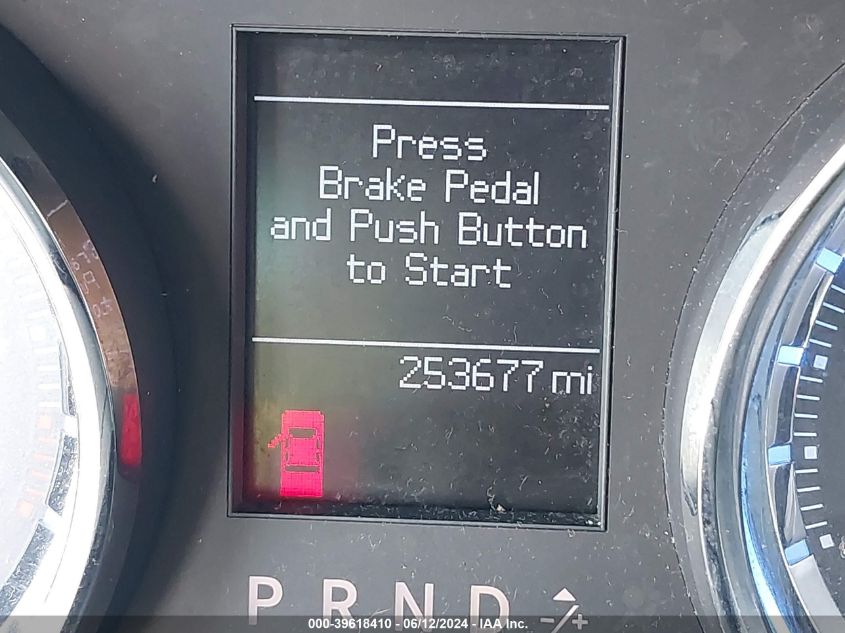 Press
Brake Pedal
and Push Button
to Start
253677 mi
P R N D -/+
000-39618410 - 06/12/2024 - IAA Inc.